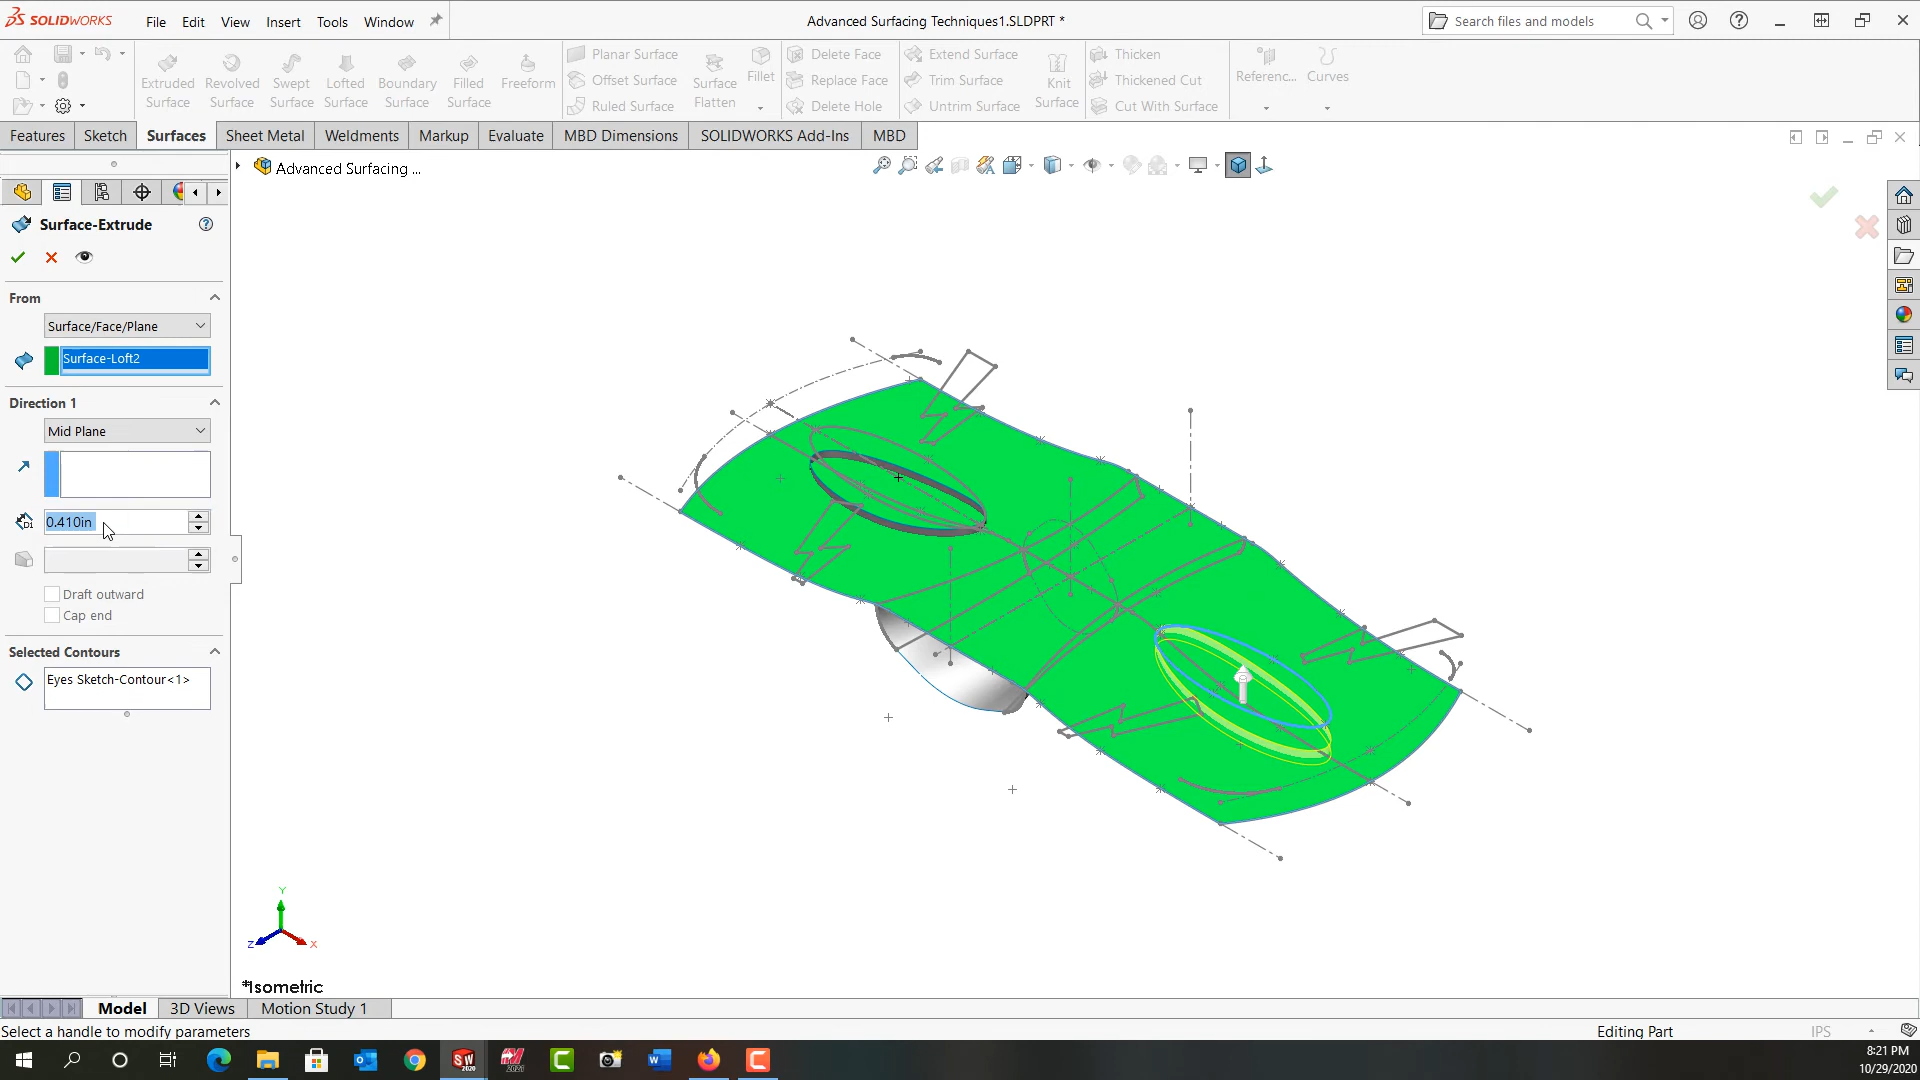 SOLIDWORKS
File
Edit
View
Insert
Tools
Window
Advanced Surfacing Techniques1.SLDPRT *
Search files and models
Extruded Surface
Revolved Surface
Swept Surface
Lofted Surface
Boundary Surface
Filled Surface
Freeform
Planar Surface
Offset Surface
Ruled Surface
Surface Flatten
Fillet
Delete Face
Replace Face
Delete Hole
Extend Surface
Trim Surface
Untrim Surface
Knit Surface
Thicken
Thickened Cut
Cut With Surface
Referenc...
Curves
Features
Sketch
Surfaces
Sheet Metal
Weldments
Markup
Evaluate
MBD Dimensions
SOLIDWORKS Add-Ins
MBD
Advanced Surfacing ...
Surface-Extrude
From
Surface/Face/Plane
Surface-Loft2
Direction 1
Mid Plane
D1
0.410in
Draft outward
Cap end
Selected Contours
Eyes Sketch-Contour<1>
Y
Z
X
*Isometric
Model
3D Views
Motion Study 1
Select a handle to modify parameters
Editing Part
IPS
8:21 PM
10/29/2020